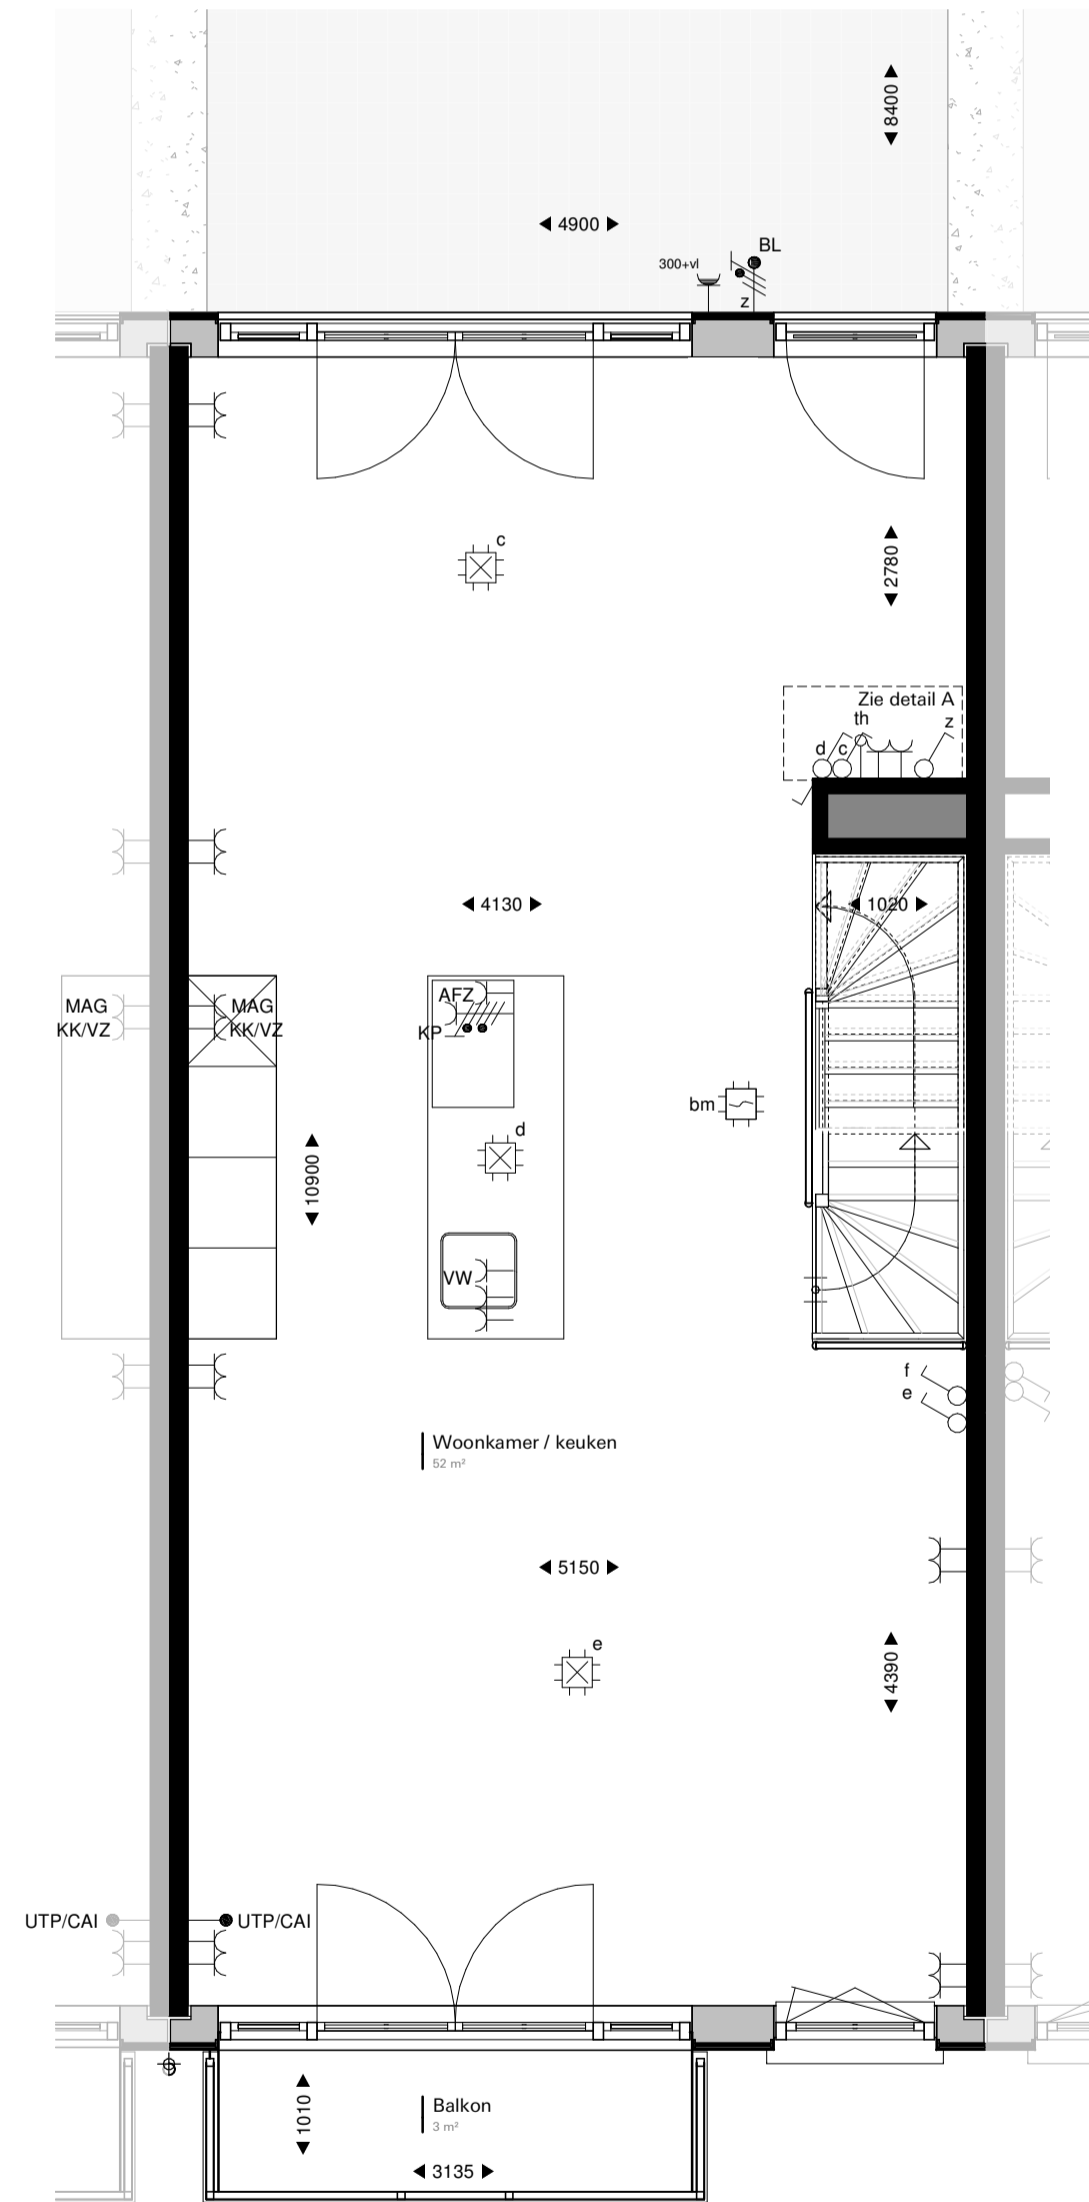 8400
4900
BL
300+vl
z
c
2780
Zie detail A
th
z
d
c
4130
1020
MAG
KK/VZ
MAG
KK/VZ
AFZ
KP
bm
d
10900
VW
f
e
Woonkamer / keuken
52 m²
5150
e
4390
UTP/CAI
UTP/CAI
1010
Balkon
3 m²
3135